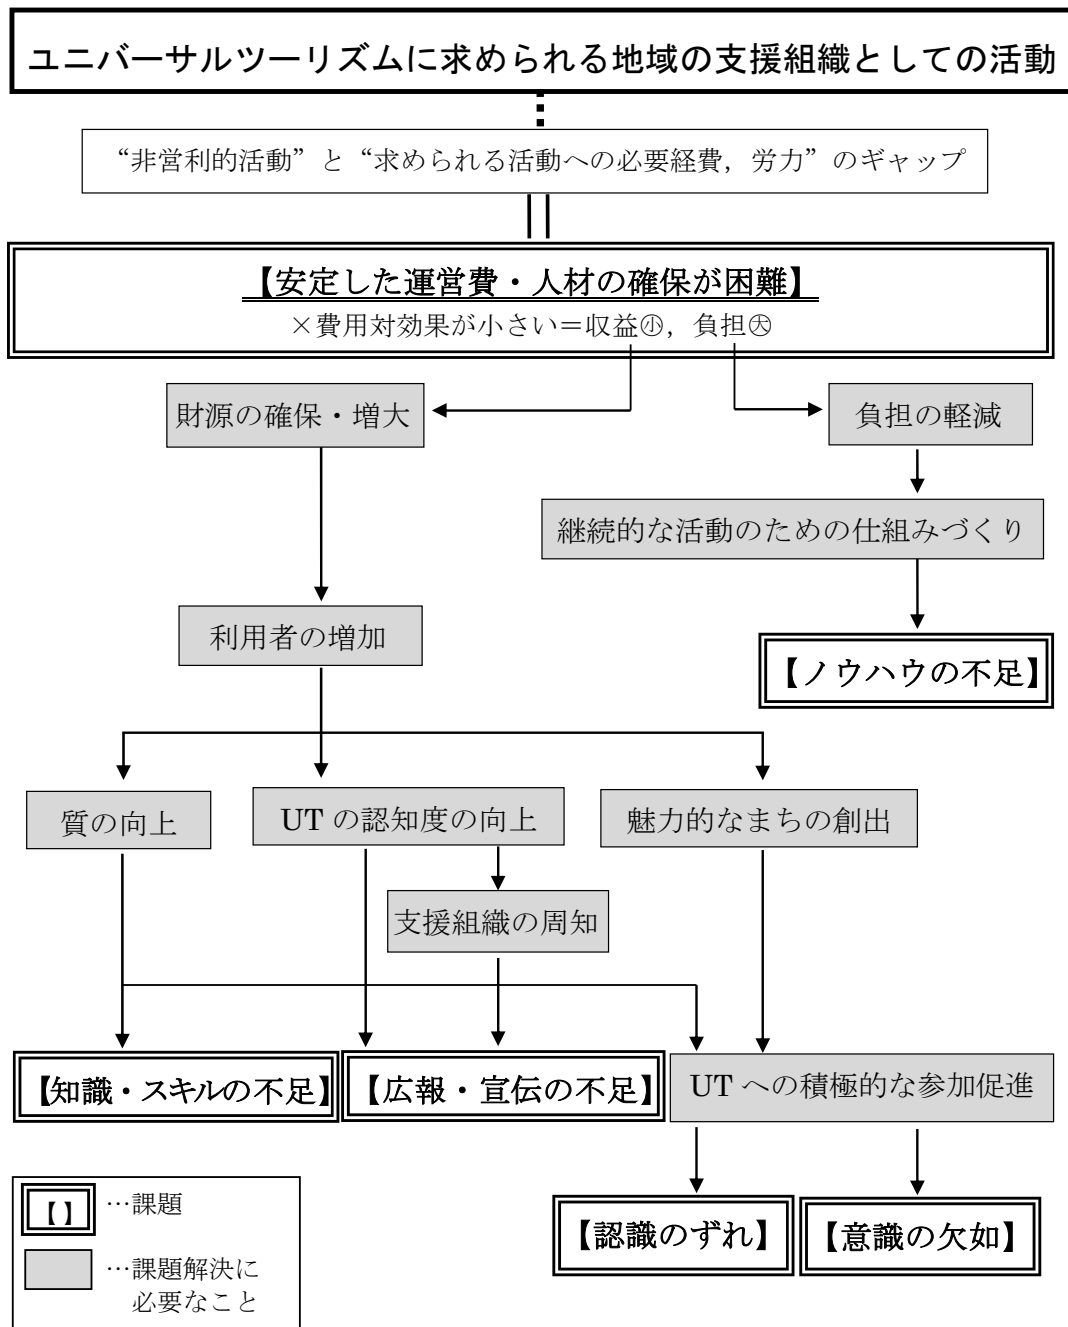 ユニバーサルツーリズムに求められる地域の支援組織としての活動
“非営利的活動”と“求められる活動への必要経費，労力”のギャップ
【安定した運営費・人材の確保が困難】
×費用対効果が小さい＝収益㊥，負担㊛
財源の確保・増大
負担の軽減
継続的な活動のための仕組みづくり
利用者の増加
【ノウハウの不足】
質の向上
UTの認知度の向上
魅力的なまちの創出
支援組織の周知
【知識・スキルの不足】
【広報・宣伝の不足】
UTへの積極的な参加促進
【認識のずれ】
【意識の欠如】
【】…課題
…課題解決に
必要なこと